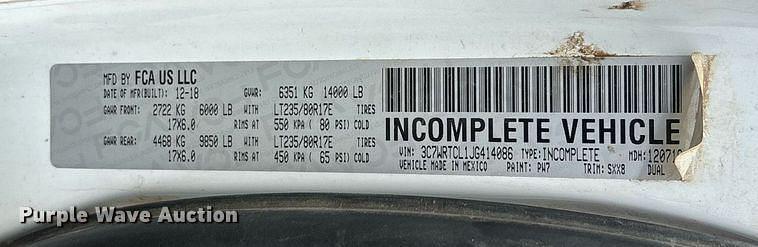 MFD BY FCA US LLC
DATE OF MFR(BUILT): 12-18 GVWR: 6351 KG 14000 LB
GAWR FRONT: 2722 KG 6000 LB WITH LT235/80R17E TIRES
17X6.0 RIMS AT 550 KPA ( 80 PSI) COLD
GAWR REAR: 4468 KG 9850 LB WITH LT235/80R17E TIRES
17X6.0 RIMS AT 450 KPA ( 65 PSI) COLD
INCOMPLETE VEHICLE
VIN: 3C7WRTCL1JG414086 TYPE: INCOMPLETE MDH: 120710
VEHICLE MADE IN MEXICO PAINT: PW7 TRIM: SXX8 DUAL
Purple Wave Auction